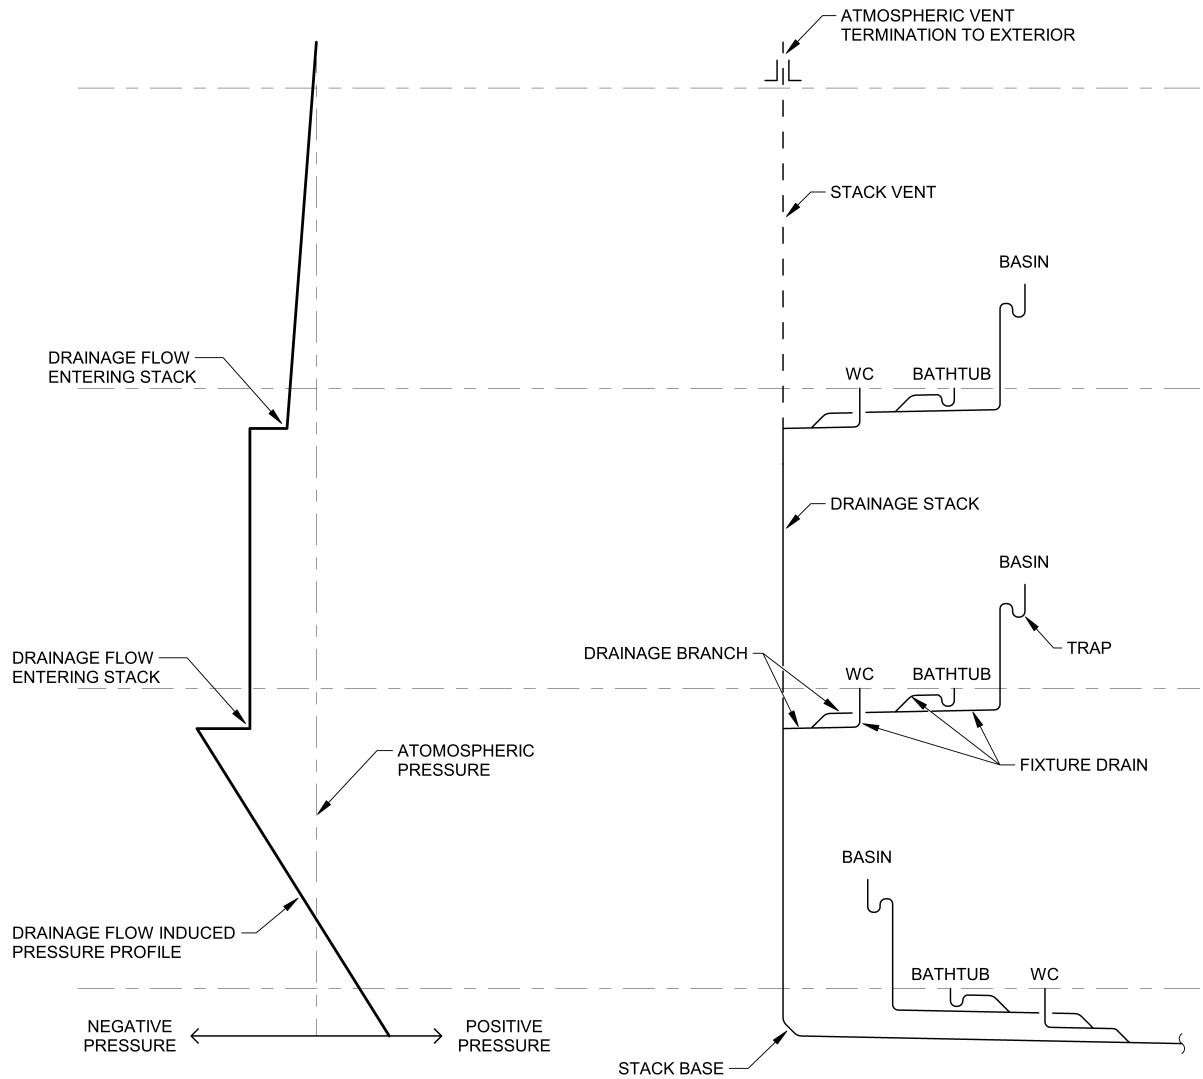 ATMOSPHERIC VENT
TERMINATION TO EXTERIOR
STACK VENT
BASIN
DRAINAGE FLOW
ENTERING STACK
WC
BATHTUB
DRAINAGE STACK
BASIN
TRAP
DRAINAGE BRANCH
DRAINAGE FLOW
ENTERING STACK
WC
BATHTUB
ATOMOSPHERIC
PRESSURE
FIXTURE DRAIN
BASIN
DRAINAGE FLOW INDUCED
PRESSURE PROFILE
BATHTUB
WC
NEGATIVE
PRESSURE
POSITIVE
PRESSURE
STACK BASE